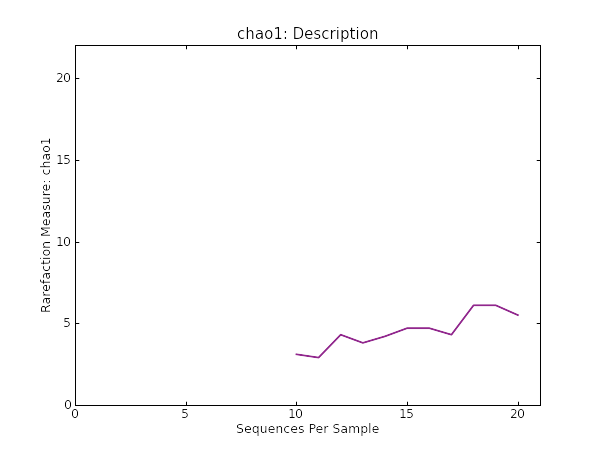 chao1: Description
Rarefaction Measure: chao1
20
15
10
5
0
0 5 10 15 20
Sequences Per Sample